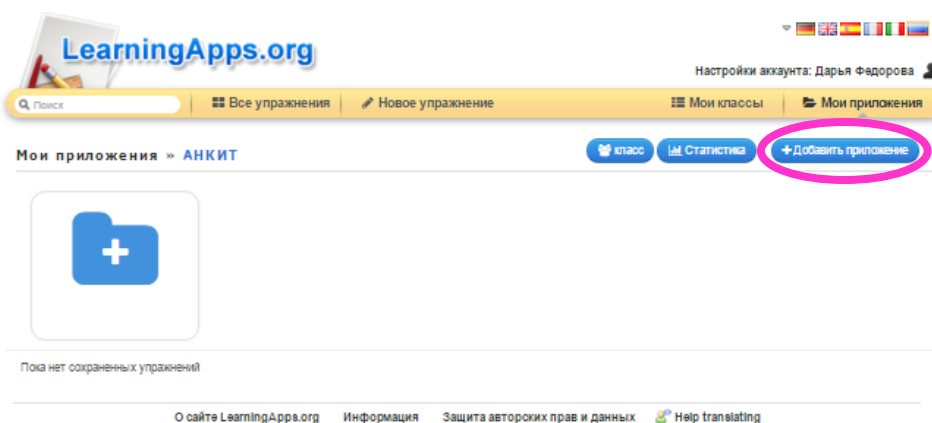 LearningApps.org
Настройки аккаунта: Дарья Федорова
Поиск
Все упражнения
Новое упражнение
Мои классы
Мои приложения
Мои приложения » АНКИТ
класс
Статистика
+Добавить приложение
Пока нет сохраненных упражнений
О сайте LearningApps.org
Информация
Защита авторских прав и данных
Help translating